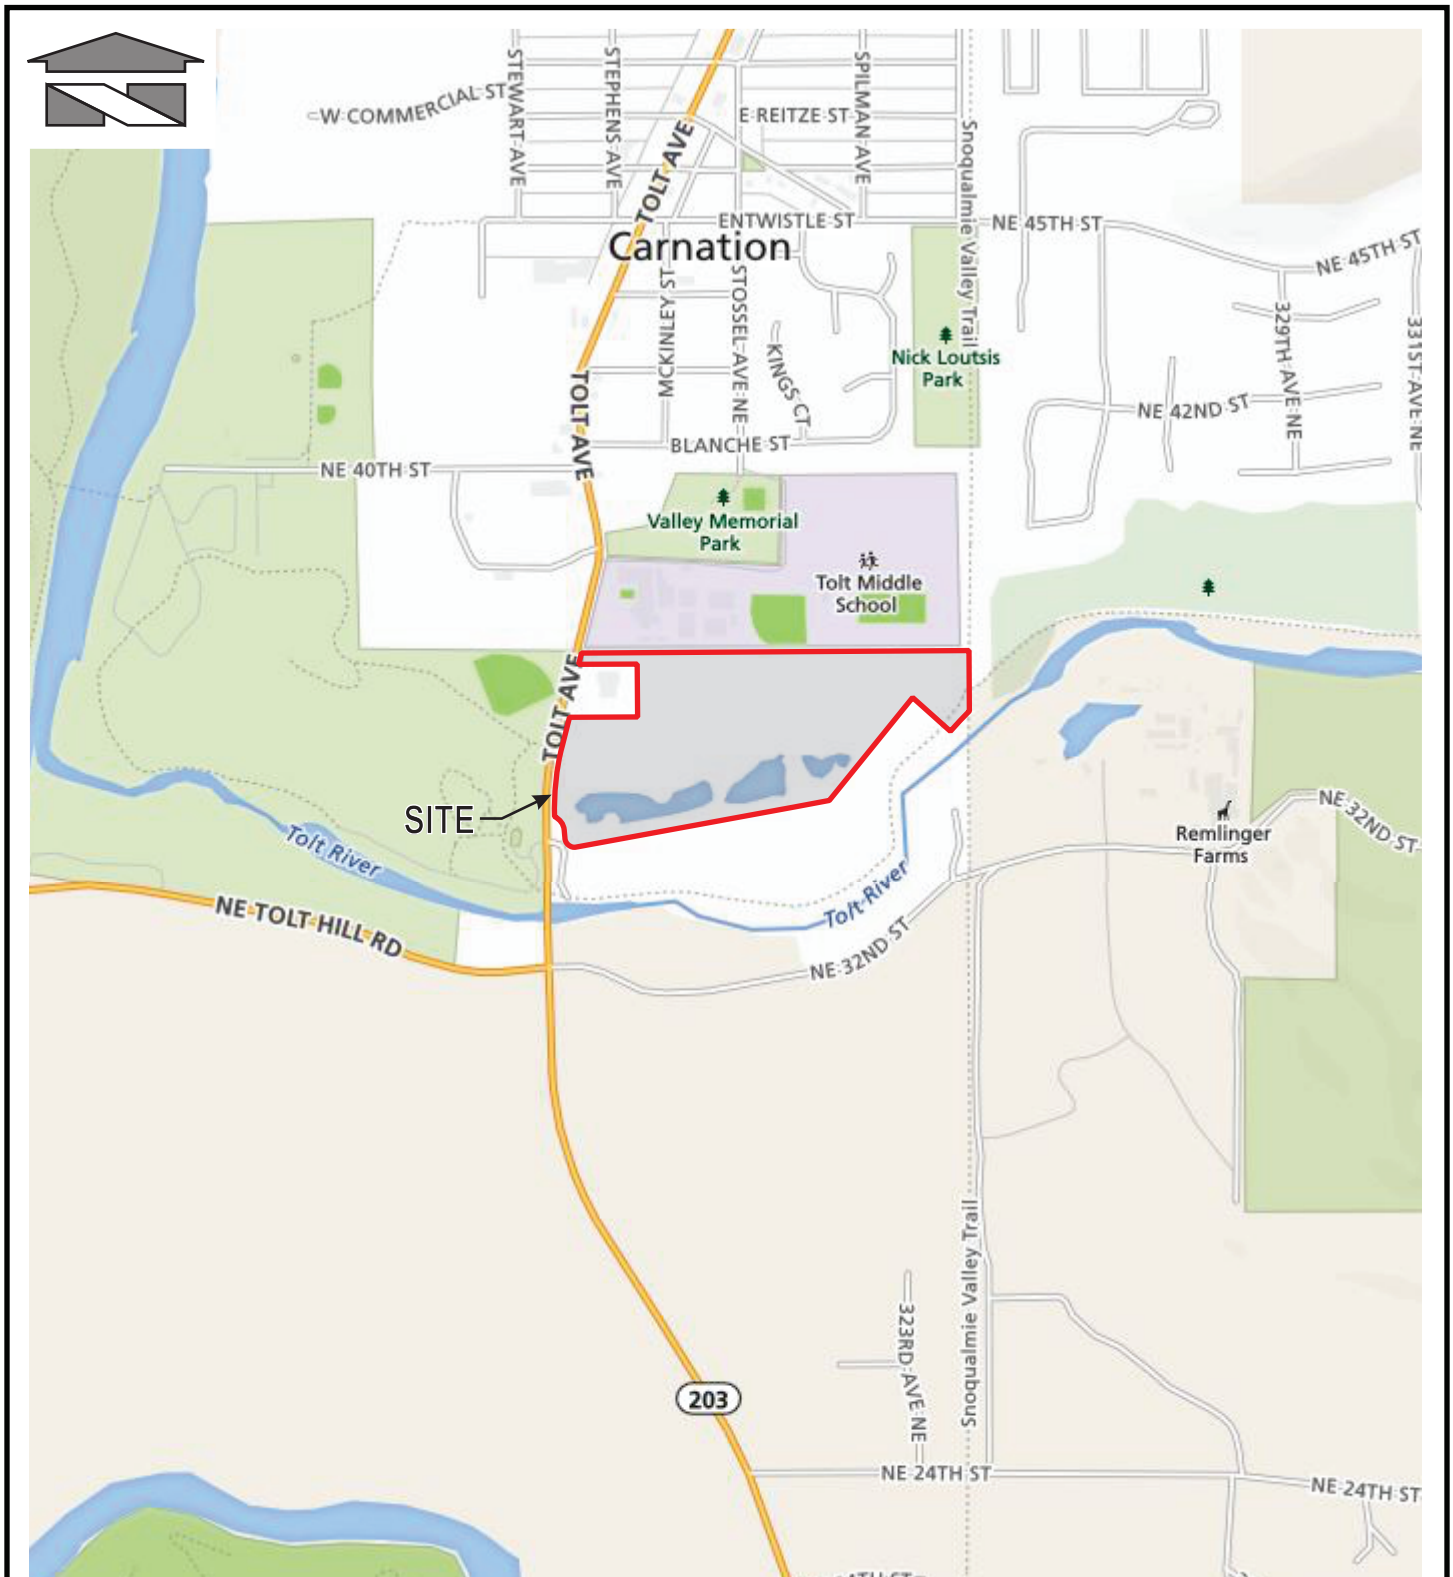 W COMMERCIAL ST
STEWART AVE
STEPHENS AVE
TOLT AVE
E REITZE ST
SPILMAN AVE
Snoqualmie Valley Trail
ENTWISTLE ST
NE 45TH ST
NE 45TH ST
Carnation
MCKINLEY ST
STOSSEL AVE NE
KINGS CT
Nick Loutsis
Park
329TH AVE NE
331ST AVE NE
TOLT AVE
NE 42ND ST
BLANCHE ST
NE 40TH ST
Valley Memorial
Park
Tolt Middle
School
TOLT AVE
SITE
Tolt River
Tolt River
Remlinger
Farms
NE 32ND ST
NE TOLT HILL RD
NE 32ND ST
Snoqualmie Valley Trail
323RD AVE NE
203
NE 24TH ST
NE 24TH ST